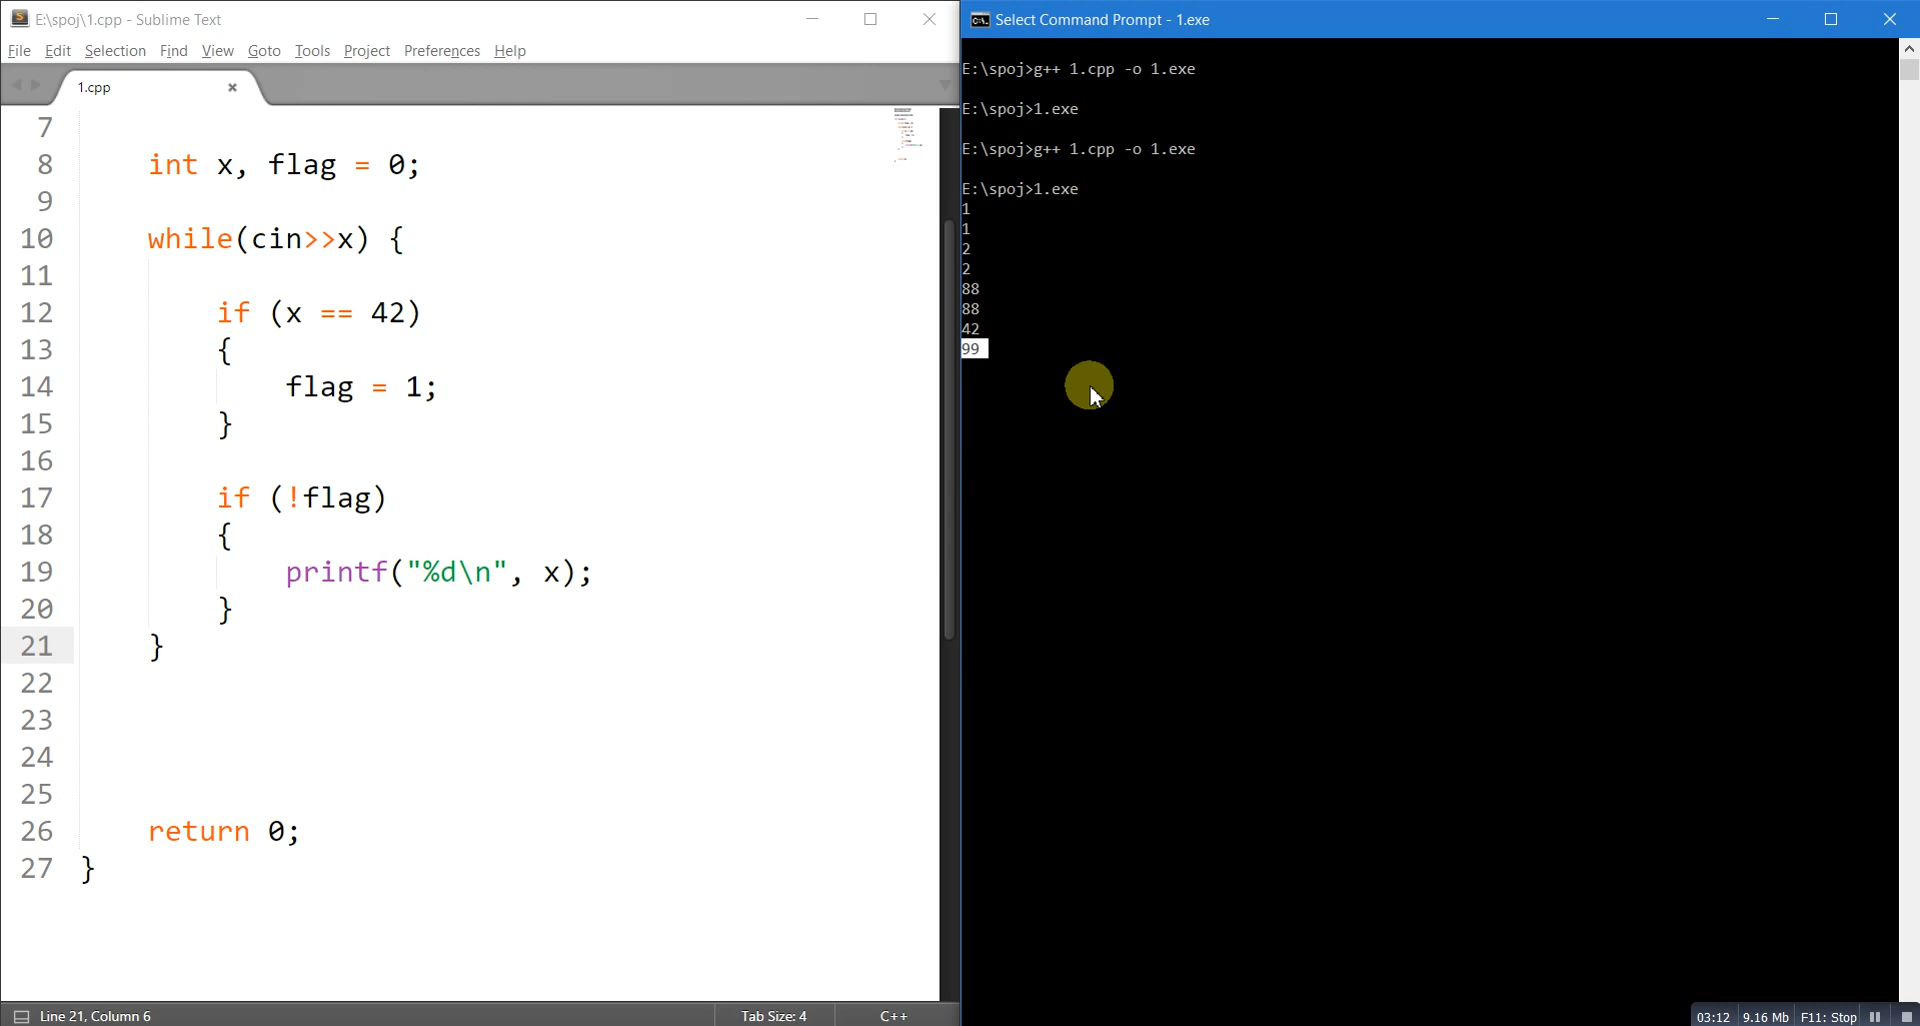 E:\spoj\1.cpp - Sublime Text
File Edit Selection Find View Goto Tools Project Preferences Help
1.cpp
7
8 int x, flag = 0;
9
10 while(cin>>x) {
11
12 if (x == 42)
13 {
14 flag = 1;
15 }
16
17 if (!flag)
18 {
19 printf("%d\n", x);
20 }
21 }
22
23
24
25
26 return 0;
27 }
Line 21, Column 6 Tab Size: 4 C++
Select Command Prompt - 1.exe
E:\spoj>g++ 1.cpp -o 1.exe
E:\spoj>1.exe
E:\spoj>g++ 1.cpp -o 1.exe
E:\spoj>1.exe
1
1
2
2
88
88
42
99
03:12 9.16 Mb F11: Stop